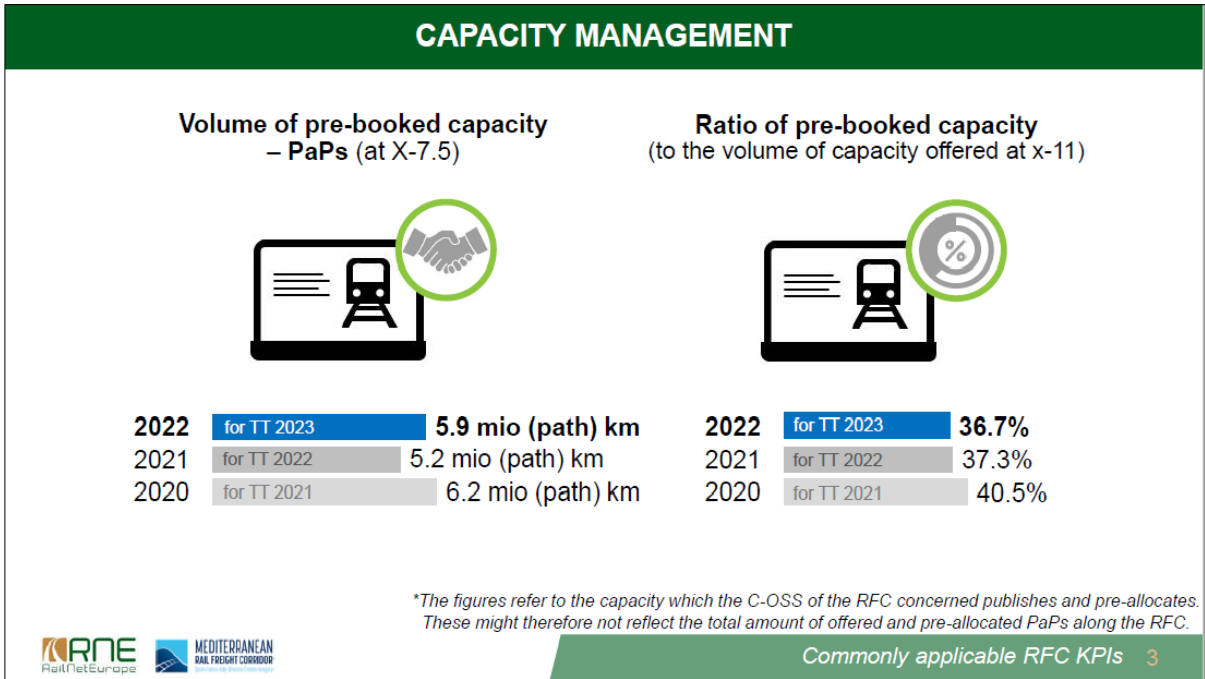 CAPACITY MANAGEMENT
Volume of pre-booked capacity
– PaPs (at X-7.5)
Ratio of pre-booked capacity
(to the volume of capacity offered at x-11)
%
2022 for TT 2023 5.9 mio (path) km
2021 for TT 2022 5.2 mio (path) km
2020 for TT 2021 6.2 mio (path) km
2022 for TT 2023 36.7%
2021 for TT 2022 37.3%
2020 for TT 2021 40.5%
*The figures refer to the capacity which the C-OSS of the RFC concerned publishes and pre-allocates.
These might therefore not reflect the total amount of offered and pre-allocated PaPs along the RFC.
RNE
RailNetEurope
MEDITERRANEAN
RAIL FREIGHT CORRIDOR
Commonly applicable RFC KPIs 3